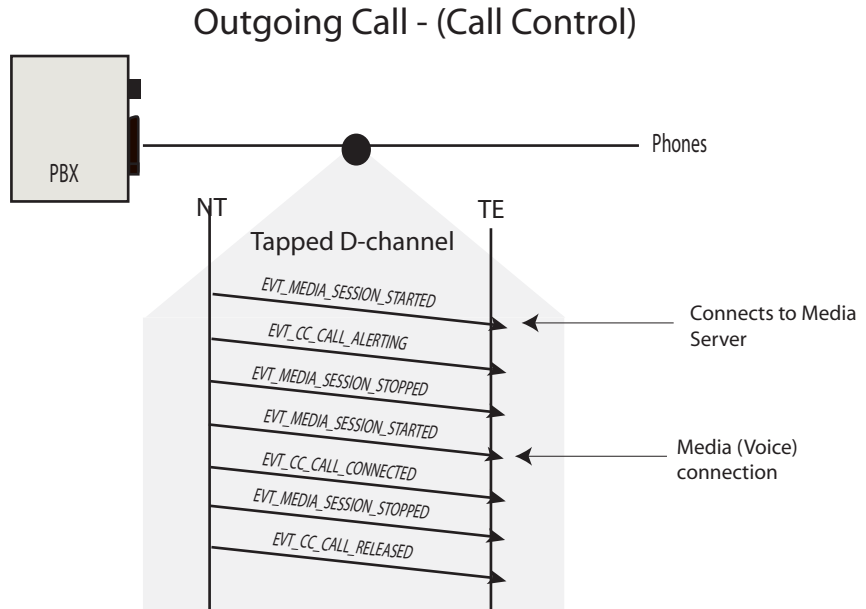 Outgoing Call - (Call Control)
PBX
Phones
NT
TE
Tapped D-channel
EVT_MEDIA_SESSION_STARTED
Connects to Media
Server
EVT_CC_CALL_ALERTING
EVT_MEDIA_SESSION_STOPPED
EVT_MEDIA_SESSION_STARTED
Media (Voice)
connection
EVT_CC_CALL_CONNECTED
EVT_MEDIA_SESSION_STOPPED
EVT_CC_CALL_RELEASED